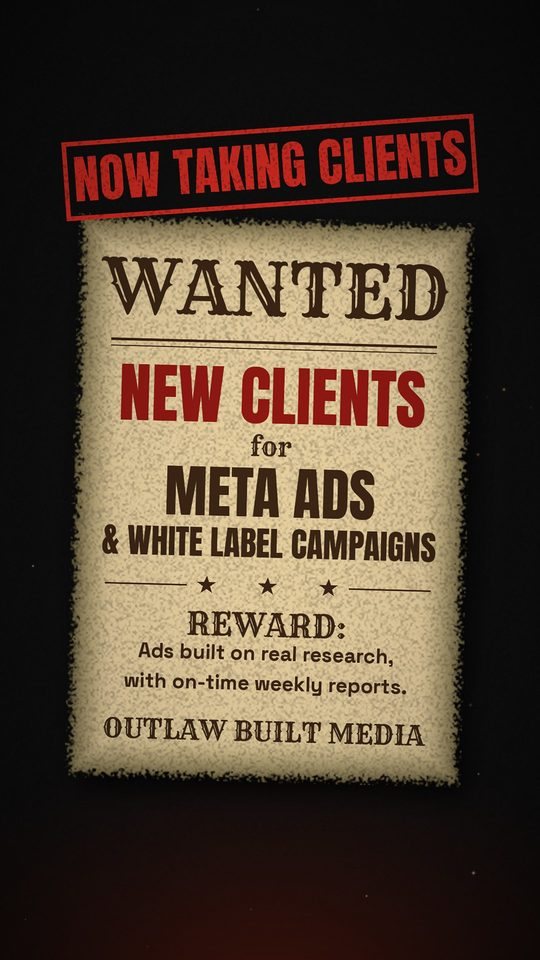 NOW TAKING CLIENTS
WANTED
NEW CLIENTS
for
META ADS
& WHITE LABEL CAMPAIGNS
REWARD:
Ads built on real research,
with on-time weekly reports.
OUTLAW BUILT MEDIA